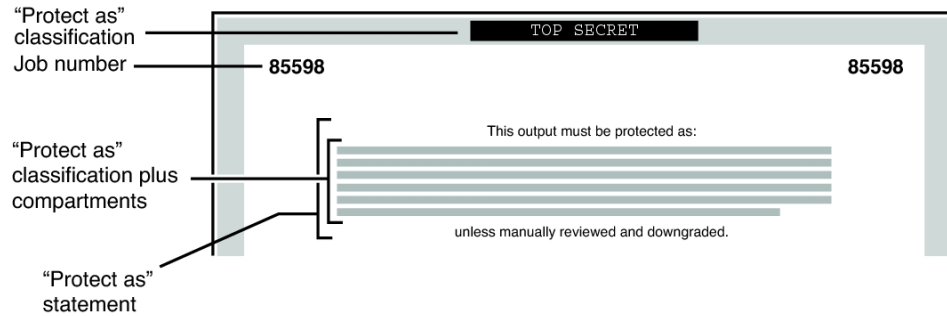 “Protect as”
classification
TOP SECRET
Job number
85598
85598
This output must be protected as:
“Protect as”
classification plus
compartments
unless manually reviewed and downgraded.
“Protect as”
statement